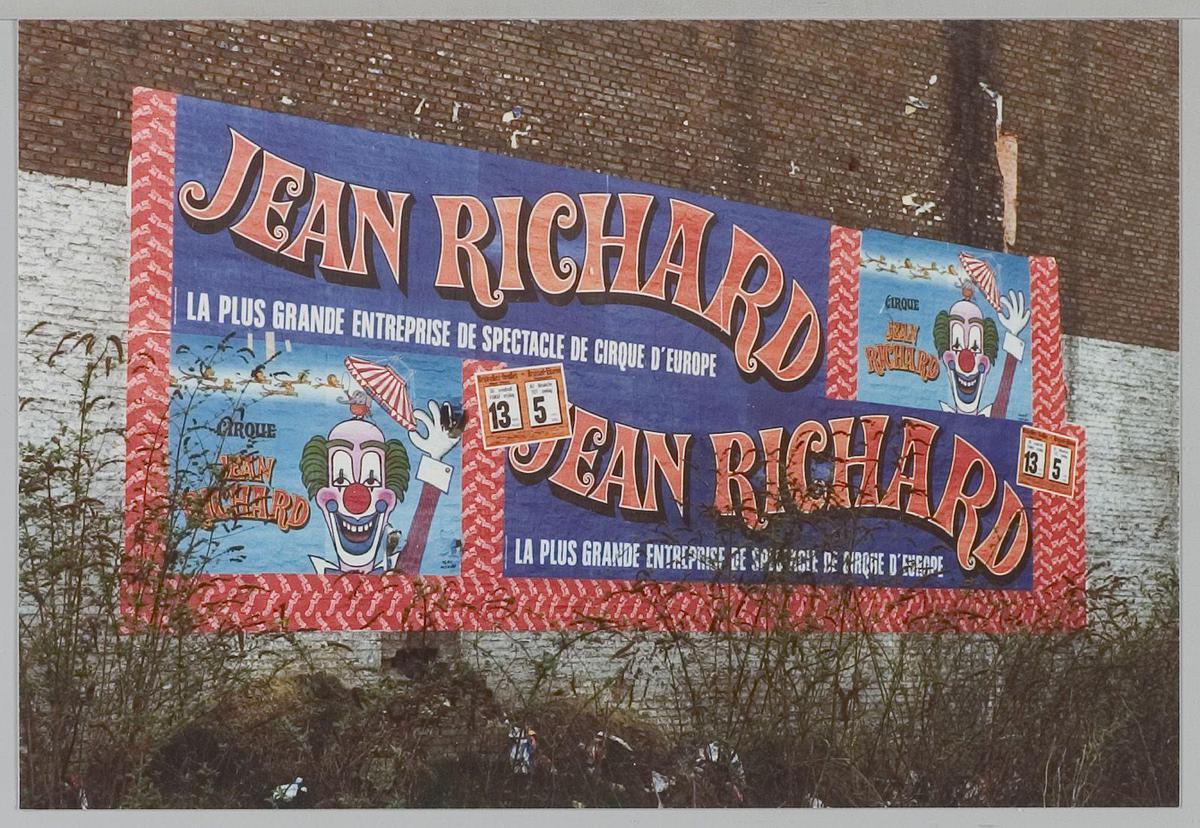 JEAN RICHARD
LA PLUS GRANDE ENTREPRISE DE SPECTACLE DE CIRQUE D'EUROPE
CIRQUE
JEAN
RICHARD
CIRQUE
JEAN
RICHARD
13 5
JEAN RICHARD
LA PLUS GRANDE ENTREPRISE DE SPECTACLE DE CIRQUE D'EUROPE
13 5